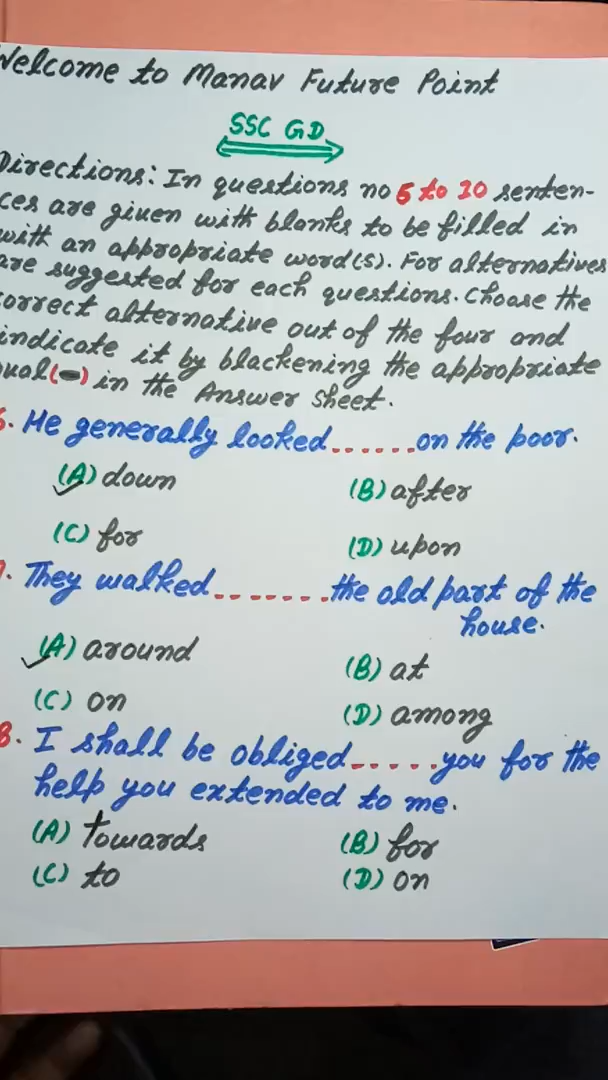 Welcome to Manav Future Point
SSC GD
Directions: In questions no 5 to 10 senten-
ces are given with blanks to be filled in
with an appropriate word(s). For alternatives
are suggested for each questions. Choase the
correct alternative out of the four and
indicate it by blackening the appropriate
oual(-) in the Answer sheet.
6. He generally looked......on the poor.
(A) down
(B) after
(C) for
(D) upon
7. They walked.......the old part of the
house.
(A) around
(B) at
(C) on
(D) among
8. I shall be obliged.....you for the
help you extended to me.
(A) towards
(B) for
(C) to
(D) on